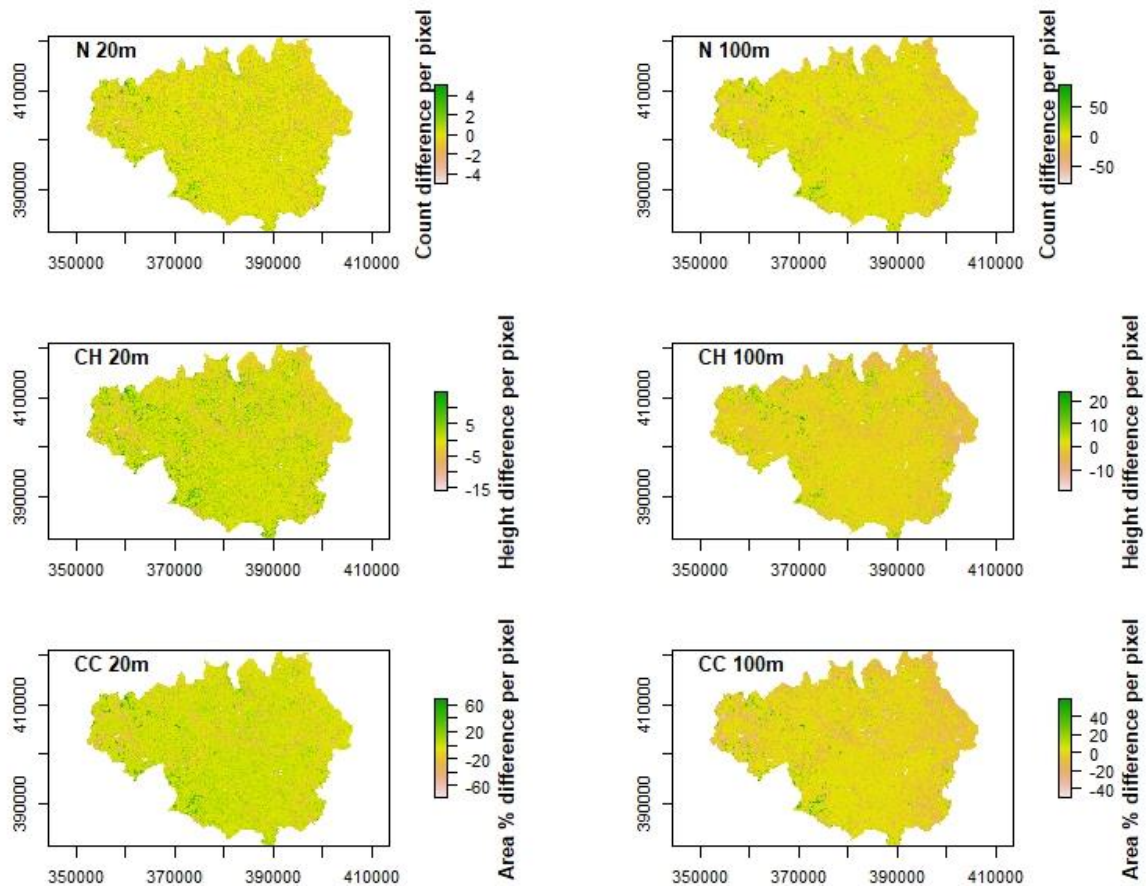 N 20m
410000
390000
350000 370000 390000 410000
4
2
0
-2
-4
Count difference per pixel
N 100m
410000
390000
350000 370000 390000 410000
50
0
-50
Count difference per pixel
CH 20m
410000
390000
350000 370000 390000 410000
5
-5
-15
Height difference per pixel
CH 100m
410000
390000
350000 370000 390000 410000
20
10
0
-10
Height difference per pixel
CC 20m
410000
390000
350000 370000 390000 410000
60
20
-20
-60
Area % difference per pixel
CC 100m
410000
390000
350000 370000 390000 410000
40
20
0
-20
-40
Area % difference per pixel